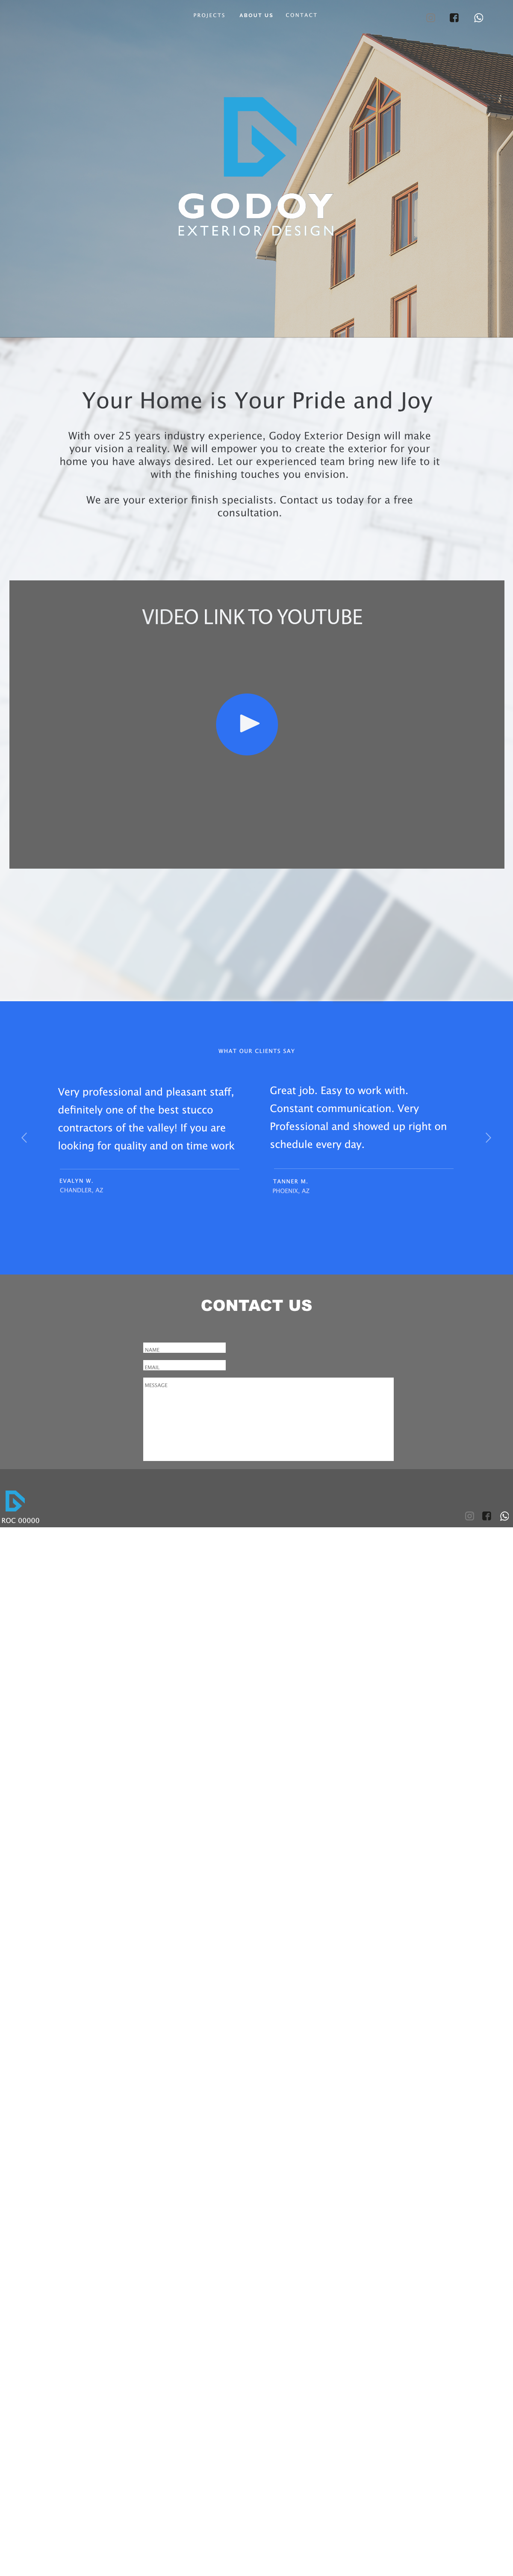 PROJECTS ABOUT US CONTACT
GODOY
EXTERIOR DESIGN
Your Home is Your Pride and Joy
With over 25 years industry experience, Godoy Exterior Design will make
your vision a reality. We will empower you to create the exterior for your
home you have always desired. Let our experienced team bring new life to it
with the finishing touches you envision.
We are your exterior finish specialists. Contact us today for a free
consultation.
VIDEO LINK TO YOUTUBE
WHAT OUR CLIENTS SAY
Very professional and pleasant staff,
definitely one of the best stucco
contractors of the valley! If you are
looking for quality and on time work
EVALYN W.
CHANDLER, AZ
Great job. Easy to work with.
Constant communication. Very
Professional and showed up right on
schedule every day.
TANNER M.
PHOENIX, AZ
CONTACT US
NAME
EMAIL
MESSAGE
ROC 00000